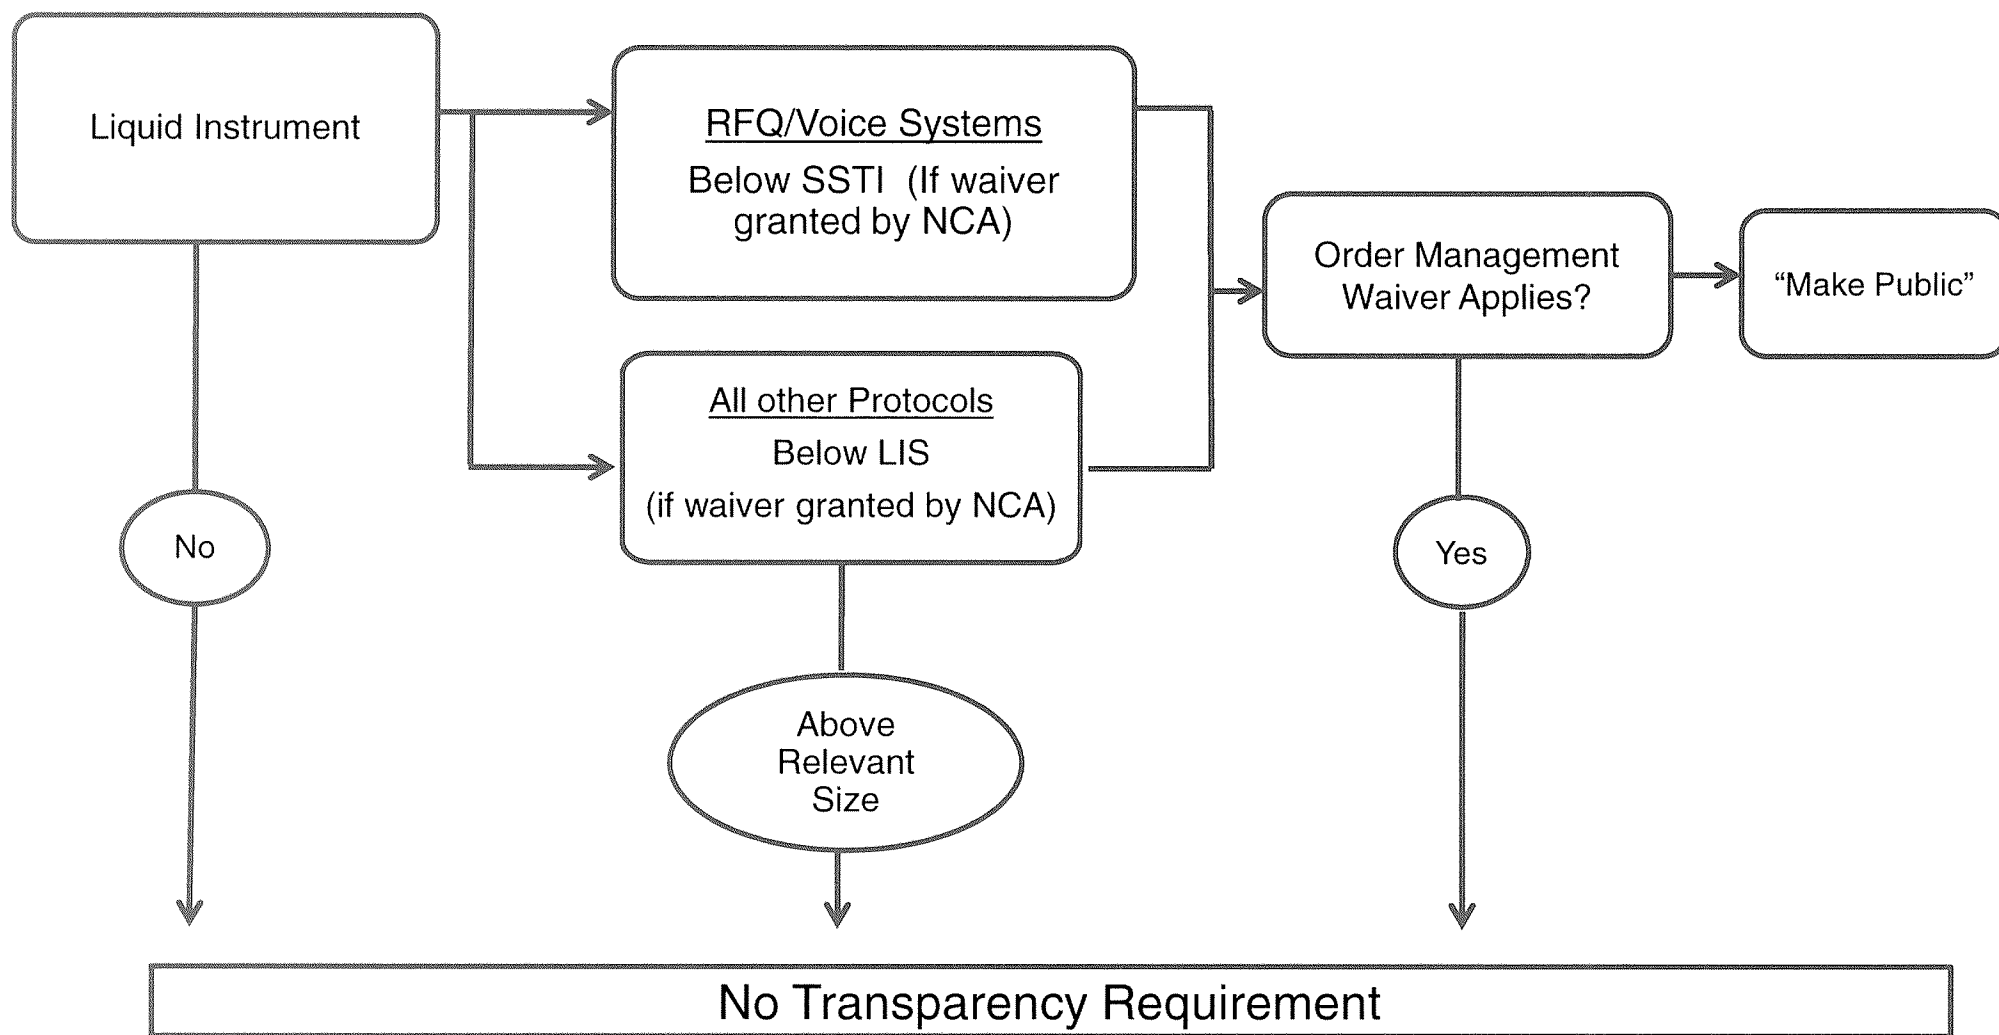 Liquid Instrument
RFQ/Voice Systems
Below SSTI (If waiver
granted by NCA)
All other Protocols
Below LIS
(if waiver granted by NCA)
Order Management
Waiver Applies?
“Make Public”
No
Above
Relevant
Size
Yes
No Transparency Requirement